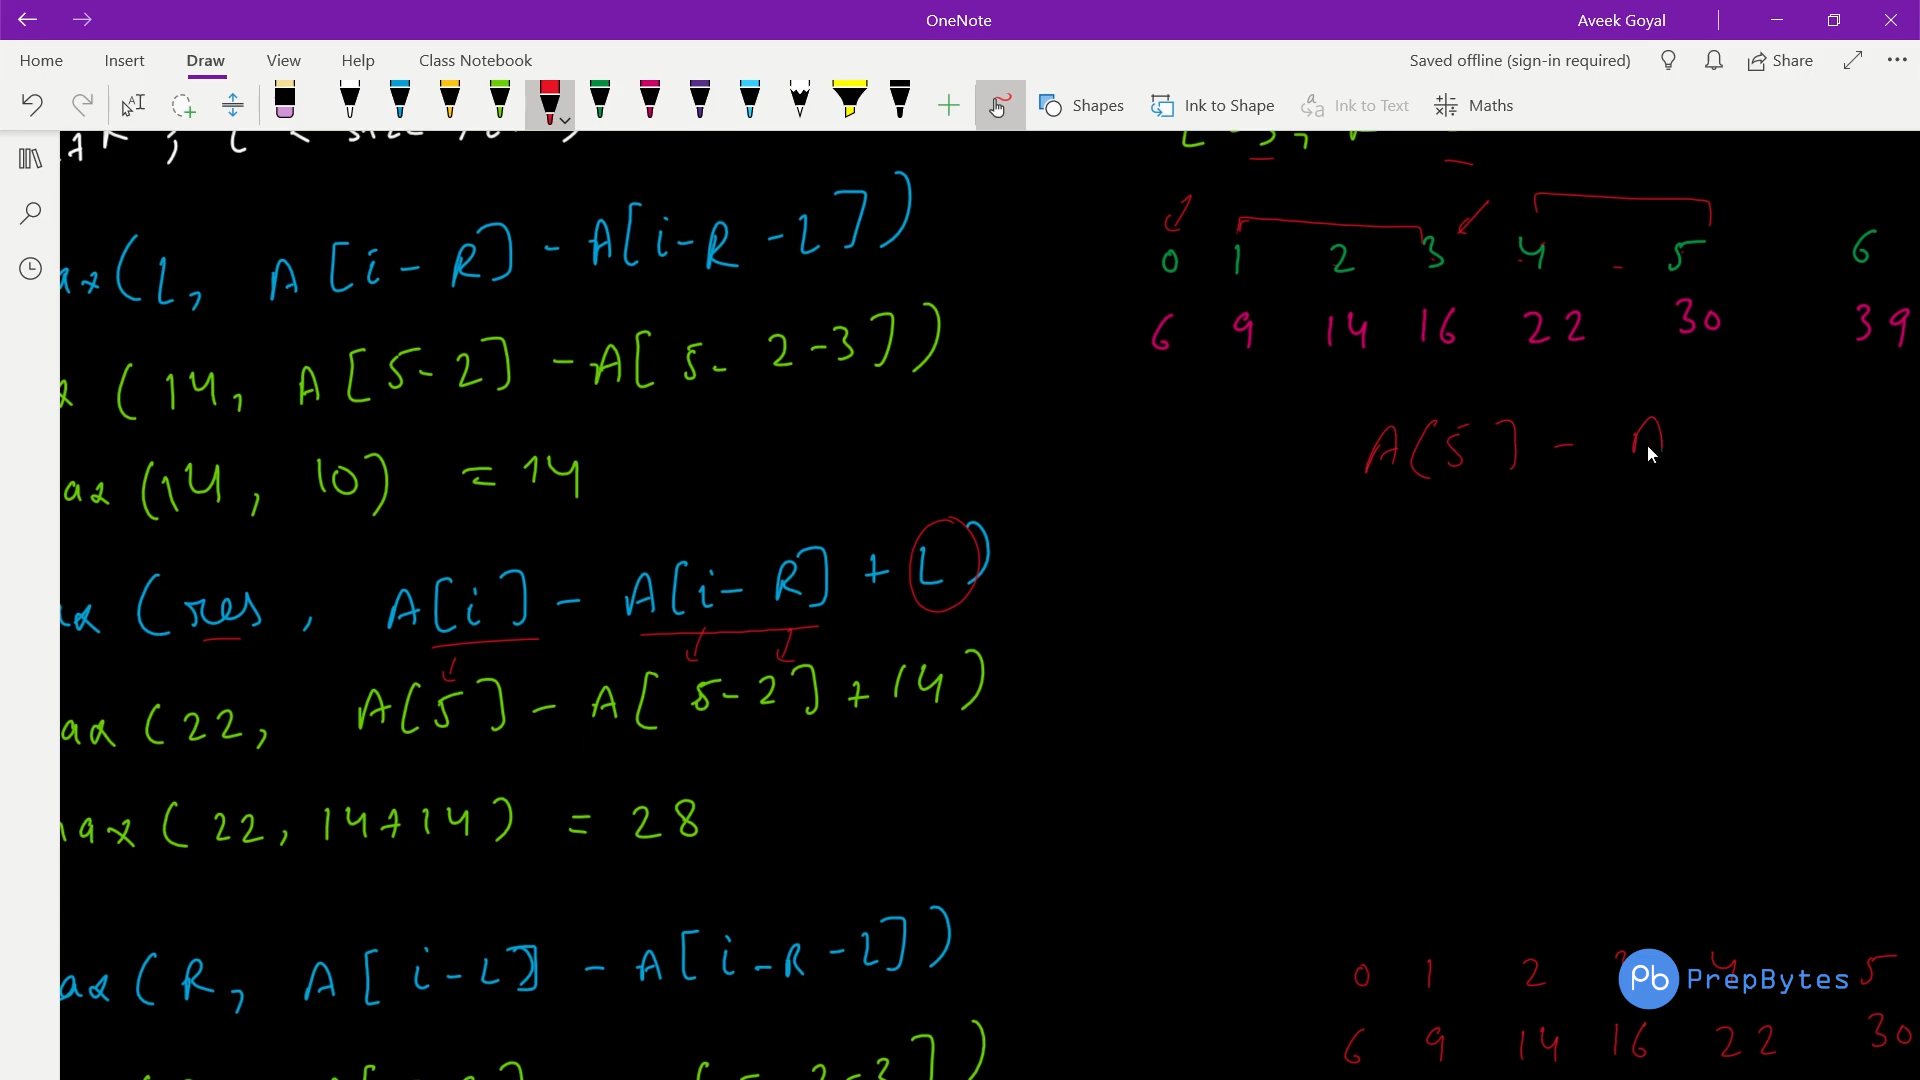 OneNote
Aveek Goyal
Home Insert Draw View Help Class Notebook
Saved offline (sign-in required) Share
Shapes Ink to Shape Ink to Text Maths
ax(L, A[i-R] - A[i-R-L])
x(14, A[5-2] - A[5-2-3])
ax(14, 10) = 14
ax(res, A[i] - A[i-R] + L)
ax(22, A[5] - A[5-2] + 14)
max(22, 14+14) = 28
ax(R, A[i-L] - A[i-R-L])
0 1 2 3 4 5 6
6 9 14 16 22 30 39
A[5] - A
0 1 2 4 5
PrepBytes
6 9 14 16 22 30